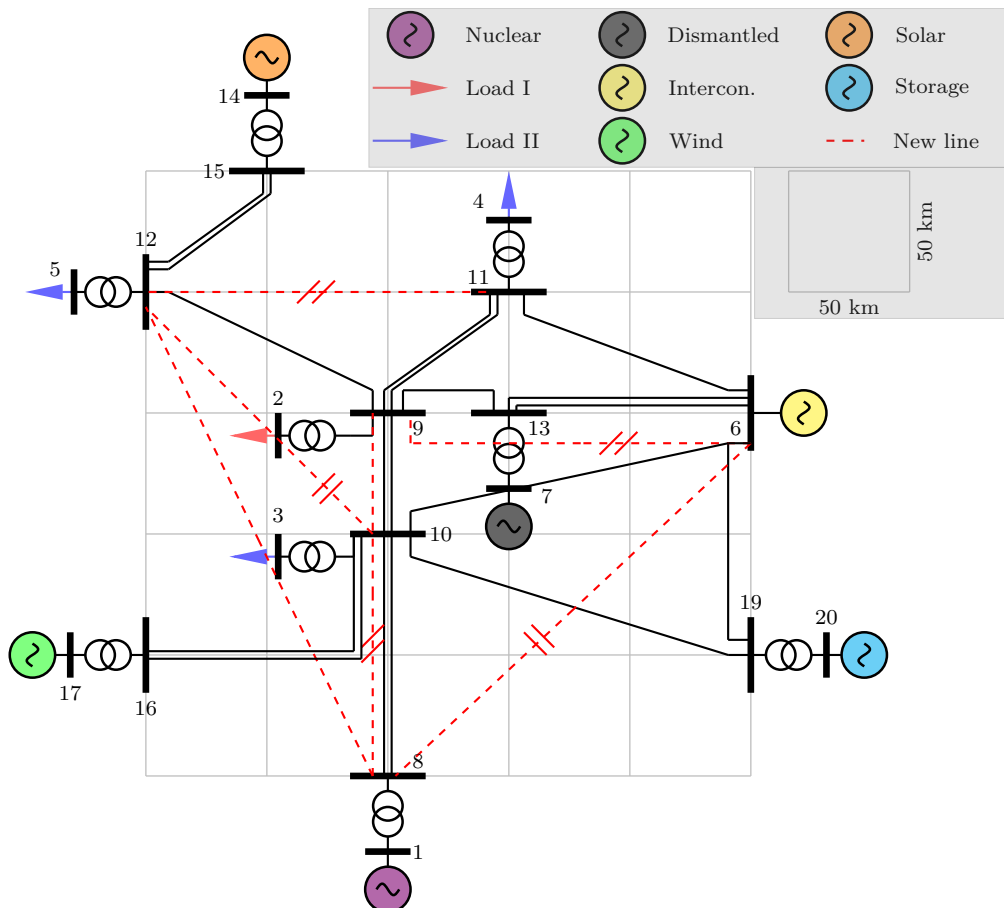 Nuclear
Dismantled
Solar
Load I
Intercon.
Storage
Load II
Wind
New line
14
15
50 km
50 km
4
12
5
11
2
9
13
6
7
3
10
19
20
17
16
8
1